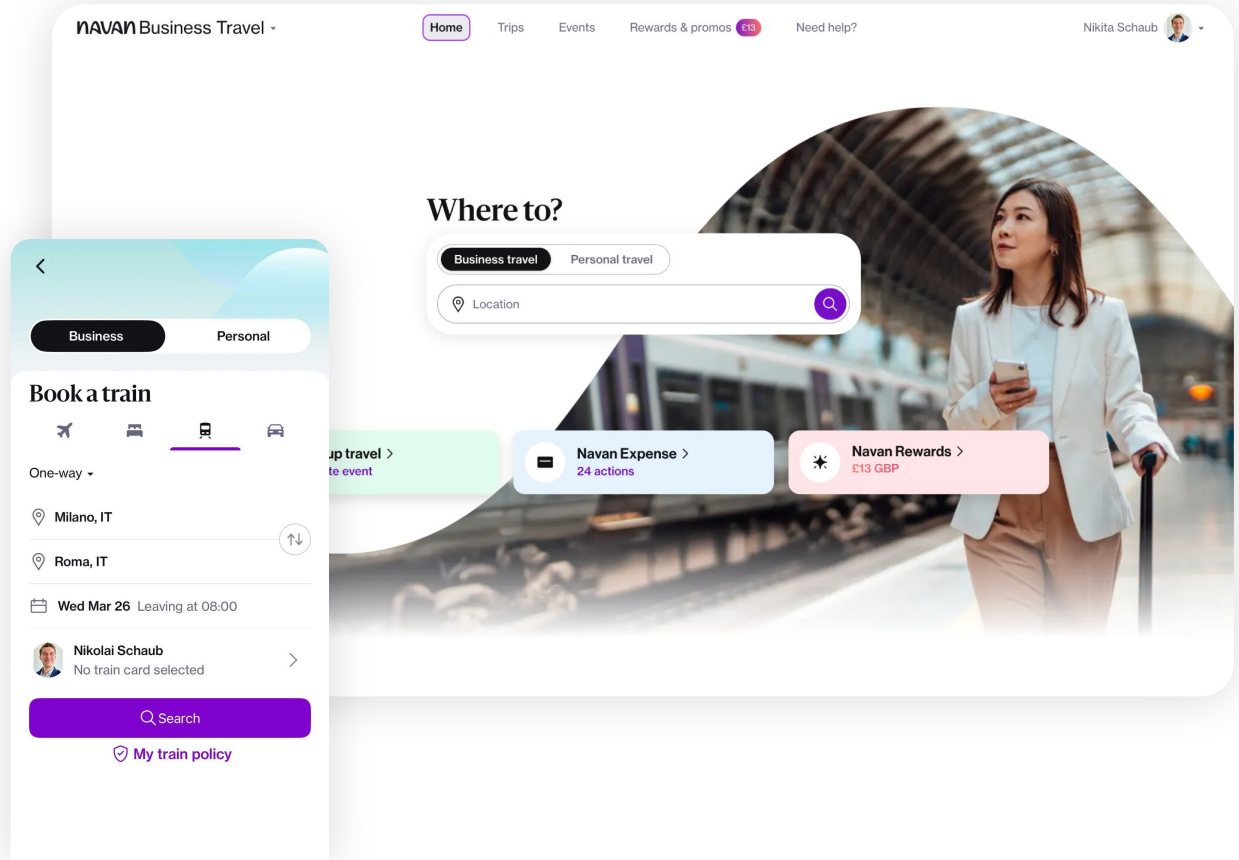 NAVAN Business Travel
Home
Trips
Events
Rewards & promos £13
Need help?
Nikita Schaub
Where to?
Business travel
Personal travel
Location
up travel >
te event
Navan Expense >
24 actions
Navan Rewards >
£13 GBP
Business
Personal
Book a train
One-way
Milano, IT
Roma, IT
Wed Mar 26 Leaving at 08:00
Nikolai Schaub
No train card selected
Search
My train policy